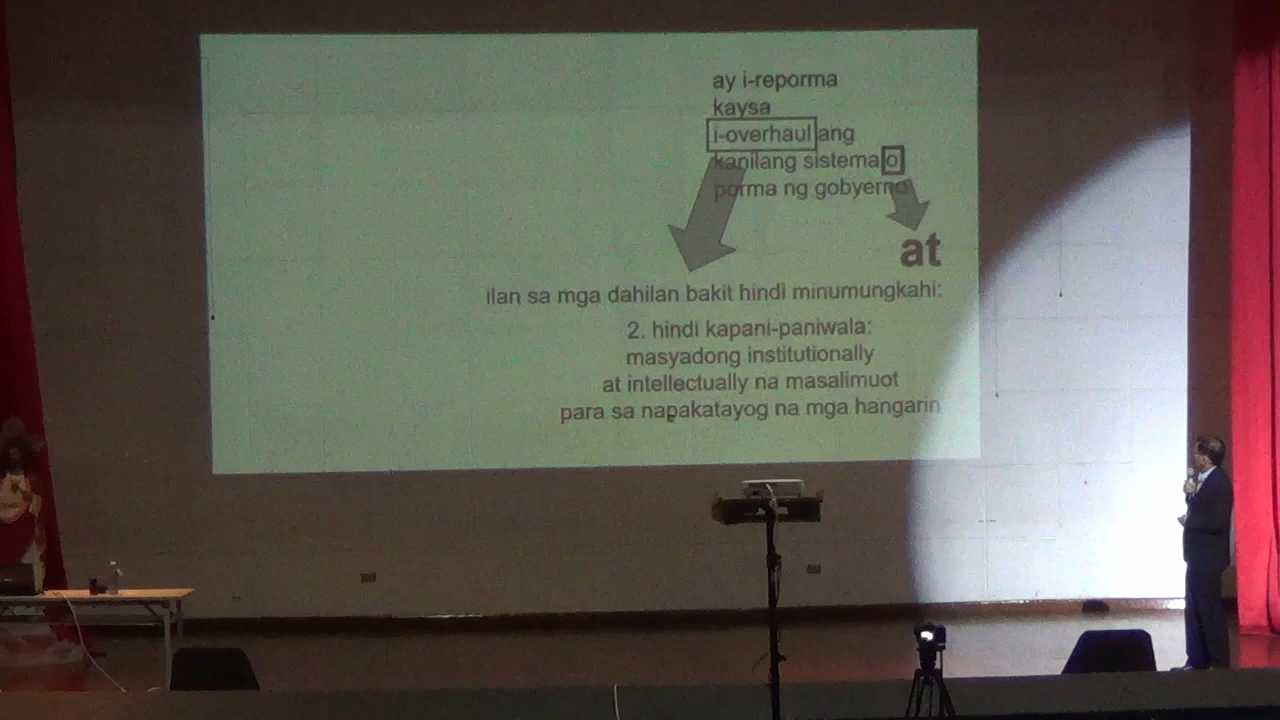 ay i-reporma
kaysa
i-overhaul ang
kanilang sistema o
porma ng gobyerno
at
ilan sa mga dahilan bakit hindi minumungkahi:
2. hindi kapani-paniwala:
masyadong institutionally
at intellectually na masalimuot
para sa napakatayog na mga hangarin